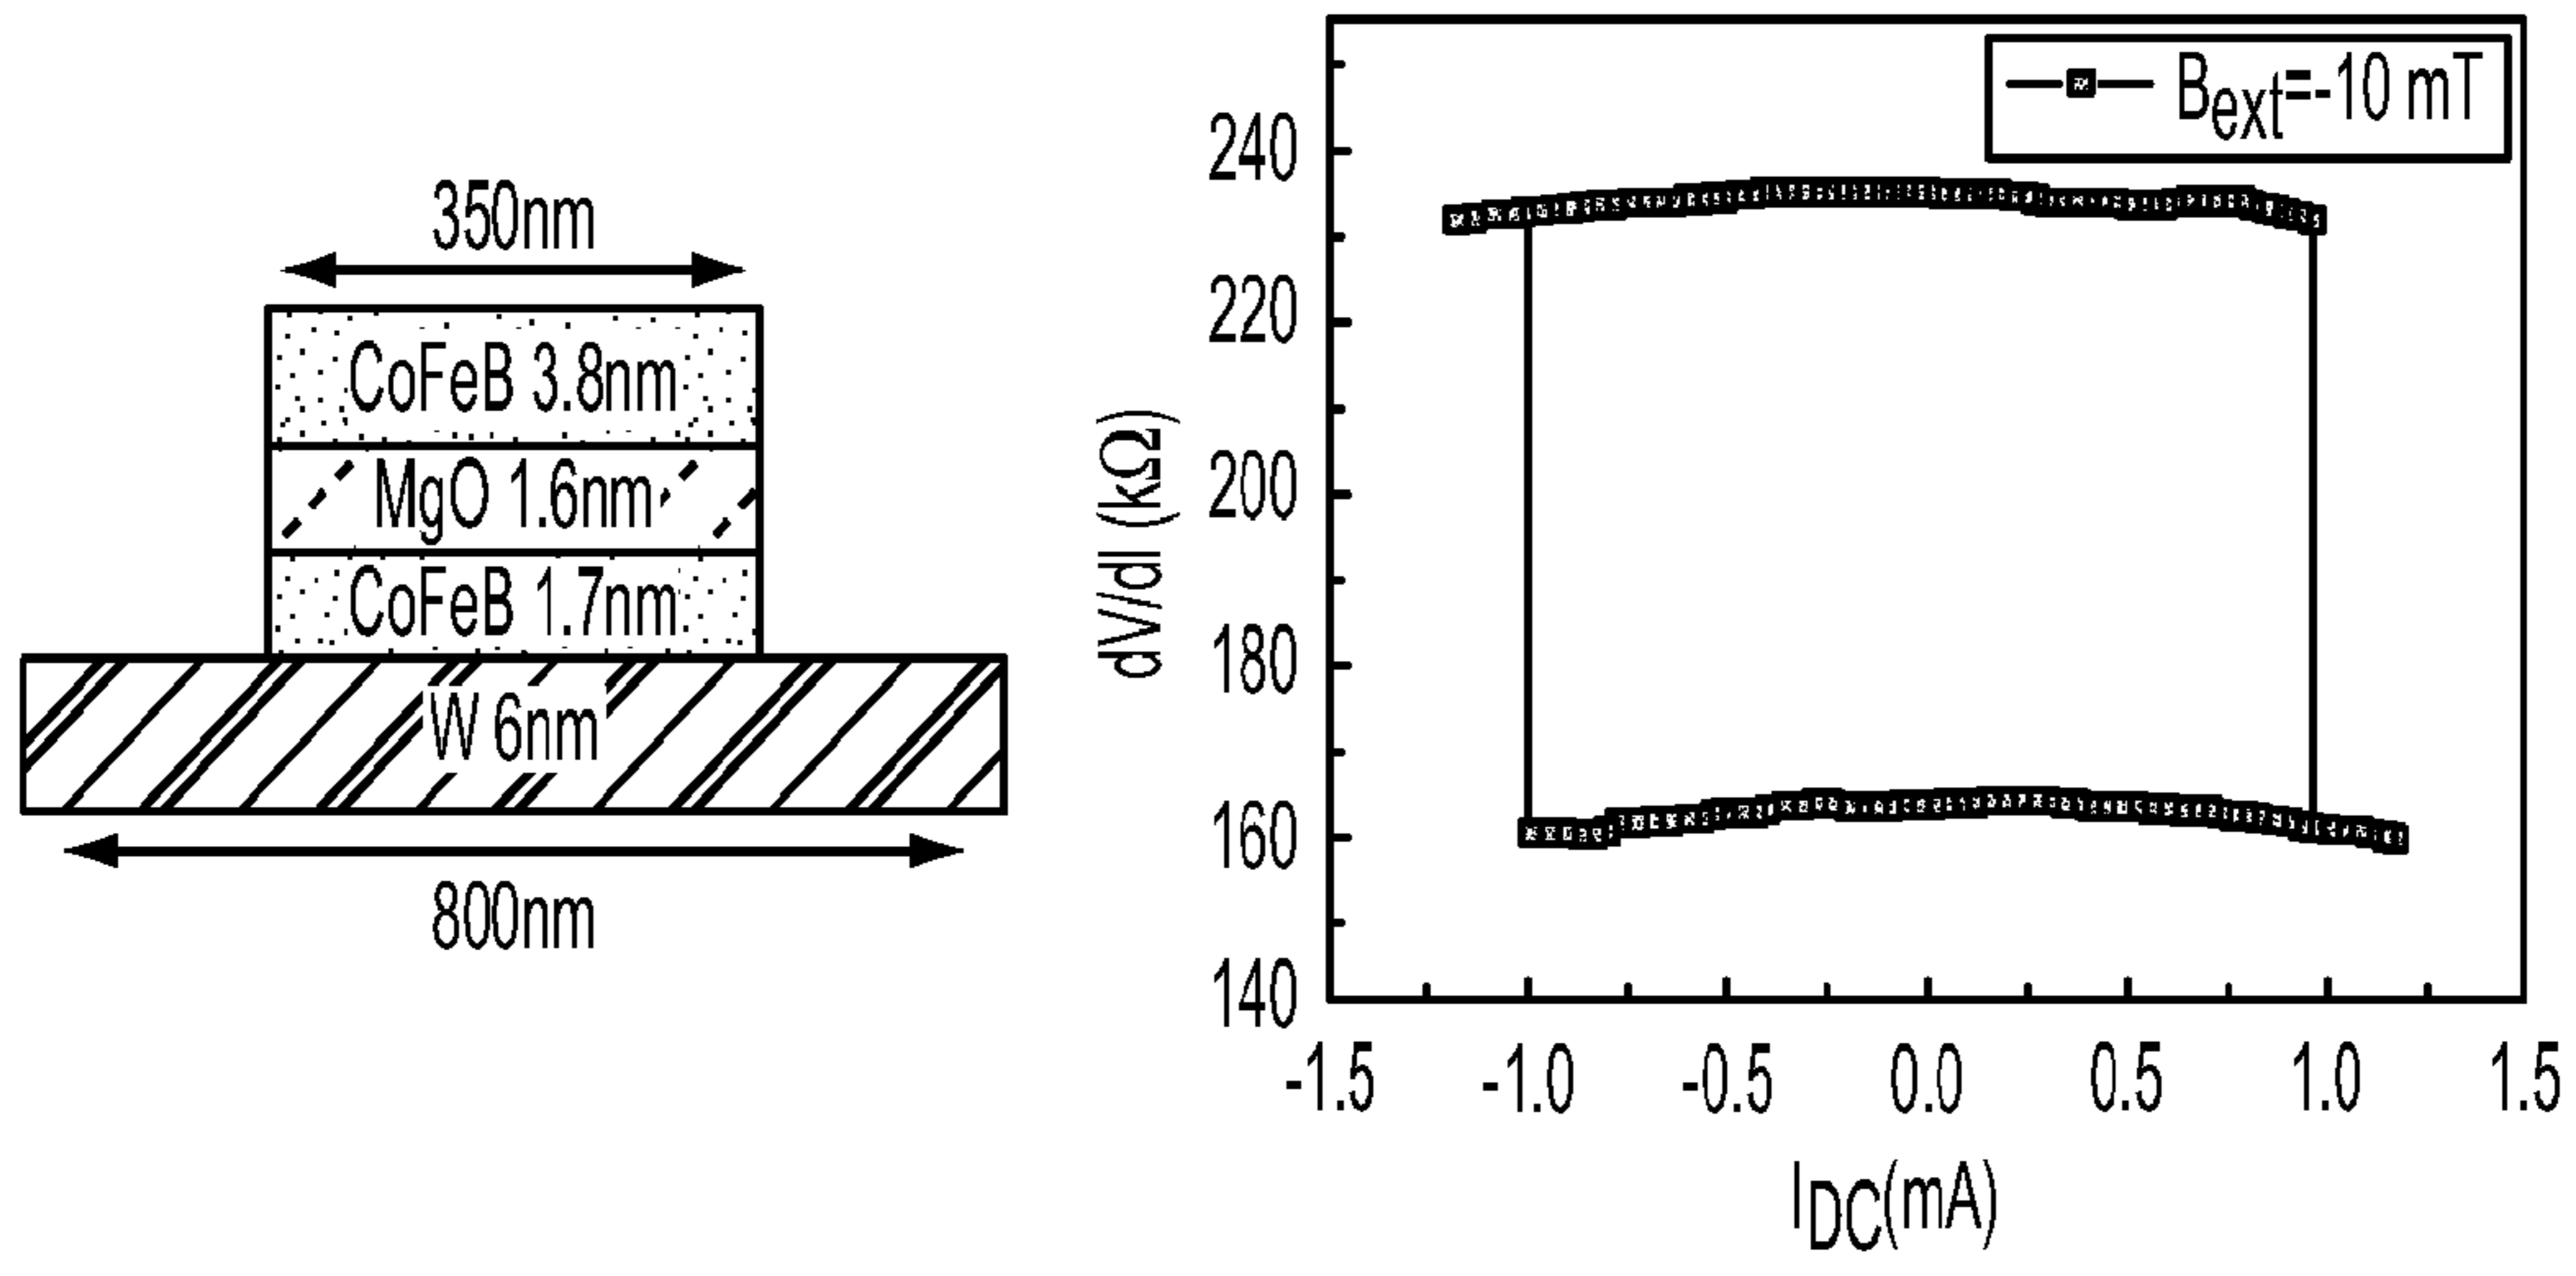 350nm
CoFeB 3.8nm
MgO 1.6nm
CoFeB 1.7nm
W 6nm
800nm
Bext=-10 mT
dV/dI (kΩ)
240
220
200
180
160
140
-1.5 -1.0 -0.5 0.0 0.5 1.0 1.5
IDC(mA)